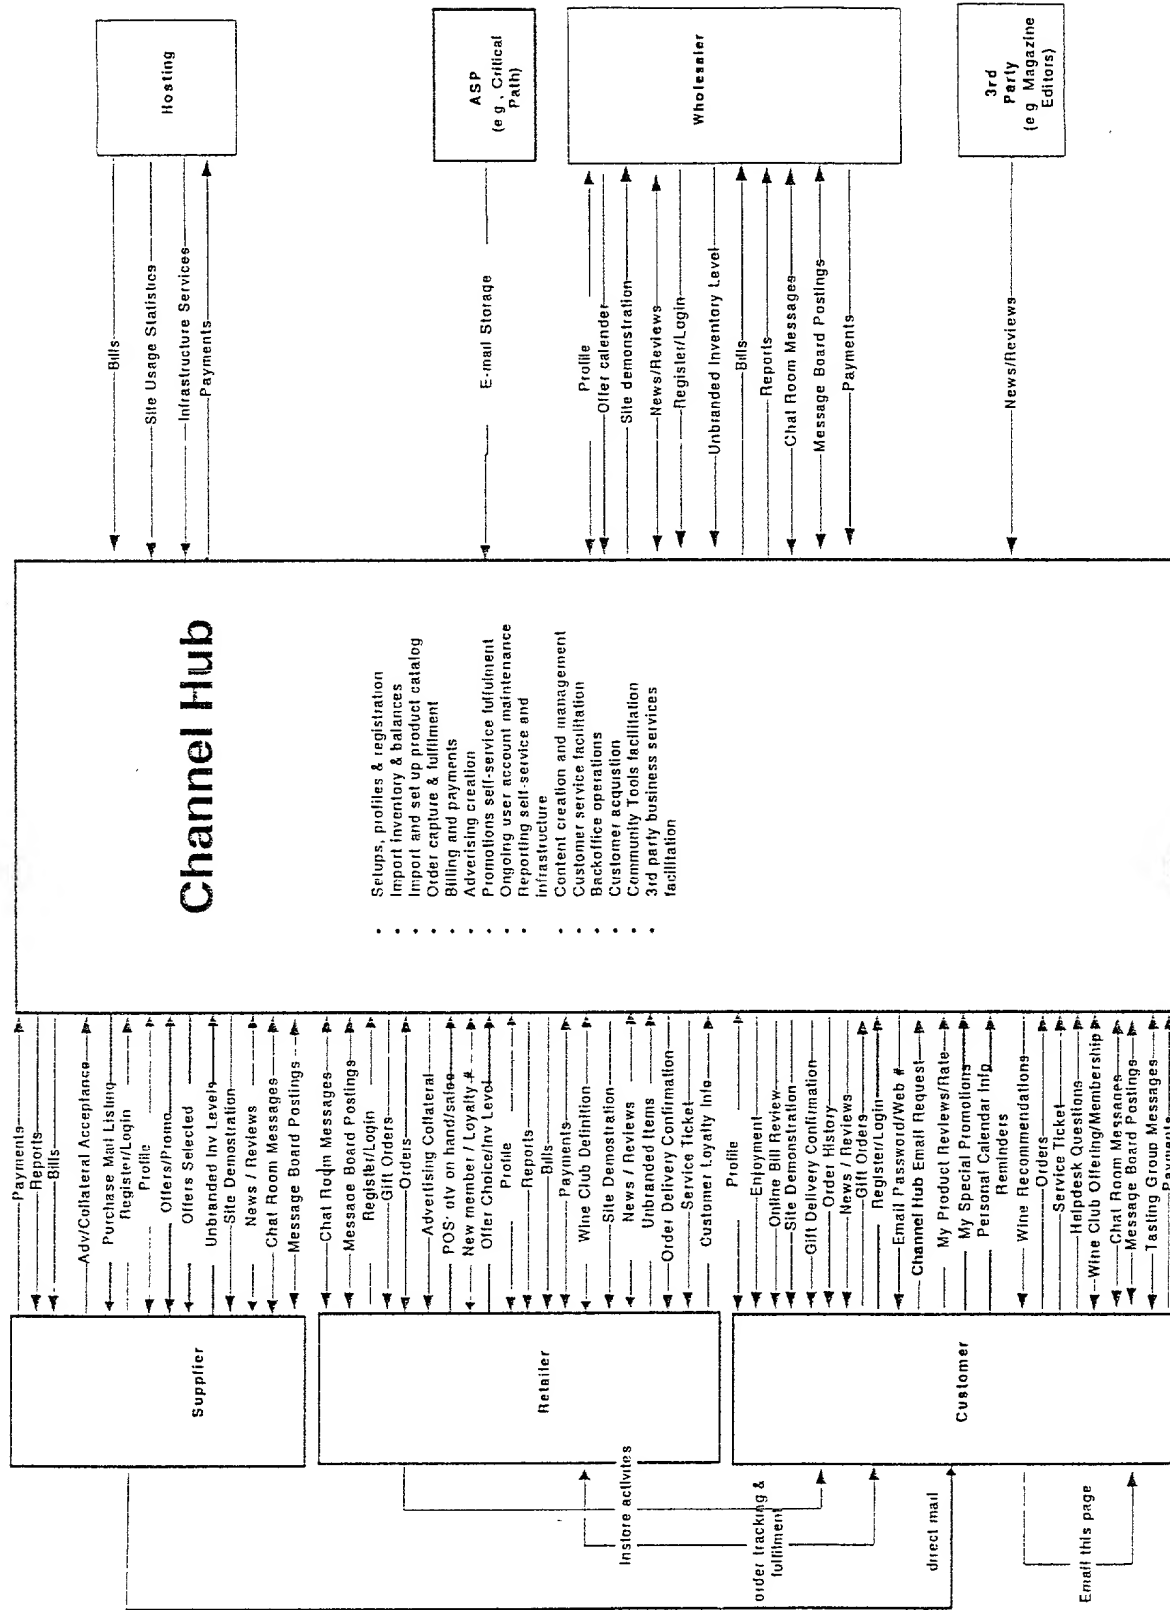 Hosting
ASP
(e g , Critical
Path)
Wholesaler
3rd
Party
(e g Magazine
Editors)
Bills
Site Usage Statistics
Infrastructure Services
Payments
E-mail Storage
Profile
Offer calender
Site demonstration
News/Reviews
Register/Login
Unbranded Inventory Level
Bills
Reports
Chat Room Messages
Message Board Postings
Payments
News/Reviews
Channel Hub
Setups, profiles & registration
Import inventory & balances
Import and set up product catalog
Order capture & fulfillment
Billing and payments
Adverising creation
Promotions self-service fulfulment
Ongoing user account maintenance
Reporting self-service and
infrastructure
Content creation and management
Customer service facilitation
Backoffice operations
Customer acquistion
Community Tools facilitation
3rd party business services
facilitation
Payments
Reports
Bills
Adv/Collateral Acceptance
Purchase Mail Listing
Register/Login
Profile
Offers/Promo
Offers Selected
Unbranded Inv Levels
Site Demostration
News / Reviews
Chat Room Messages
Message Board Postings
Chat Room Messages
Message Board Postings
Register/Login
Gift Orders
Orders
Advertising Collateral
New member / Loyalty #
Offer Choice/Inv Level
Profile
Reports
Bills
Payments
Wine Club Definition
Site Demostration
News / Reviews
Unbranded Items
Order Delivery Confirmation
Service Ticket
Customer Loyalty Info
Profile
Enjoyment
Online Bill Review
Site Demonstration
Gift Delivery Confirmation
Order History
News / Reviews
Gift Orders
Register/Login
Email Password/Web #
Channel Hub Email Request
My Product Reviews/Rate
My Special Promotions
Personal Calendar Info
Reminders
Wine Recommendations
Orders
Service Ticket
Helpdesk Questions
Wine Club Offering/Membership
Chat Room Messages
Message Board Postings
Tasting Group Messages
Payments
Supplier
Retailer
Customer
Instore activites
order tracking &
fulfilment
direct mail
Email this page